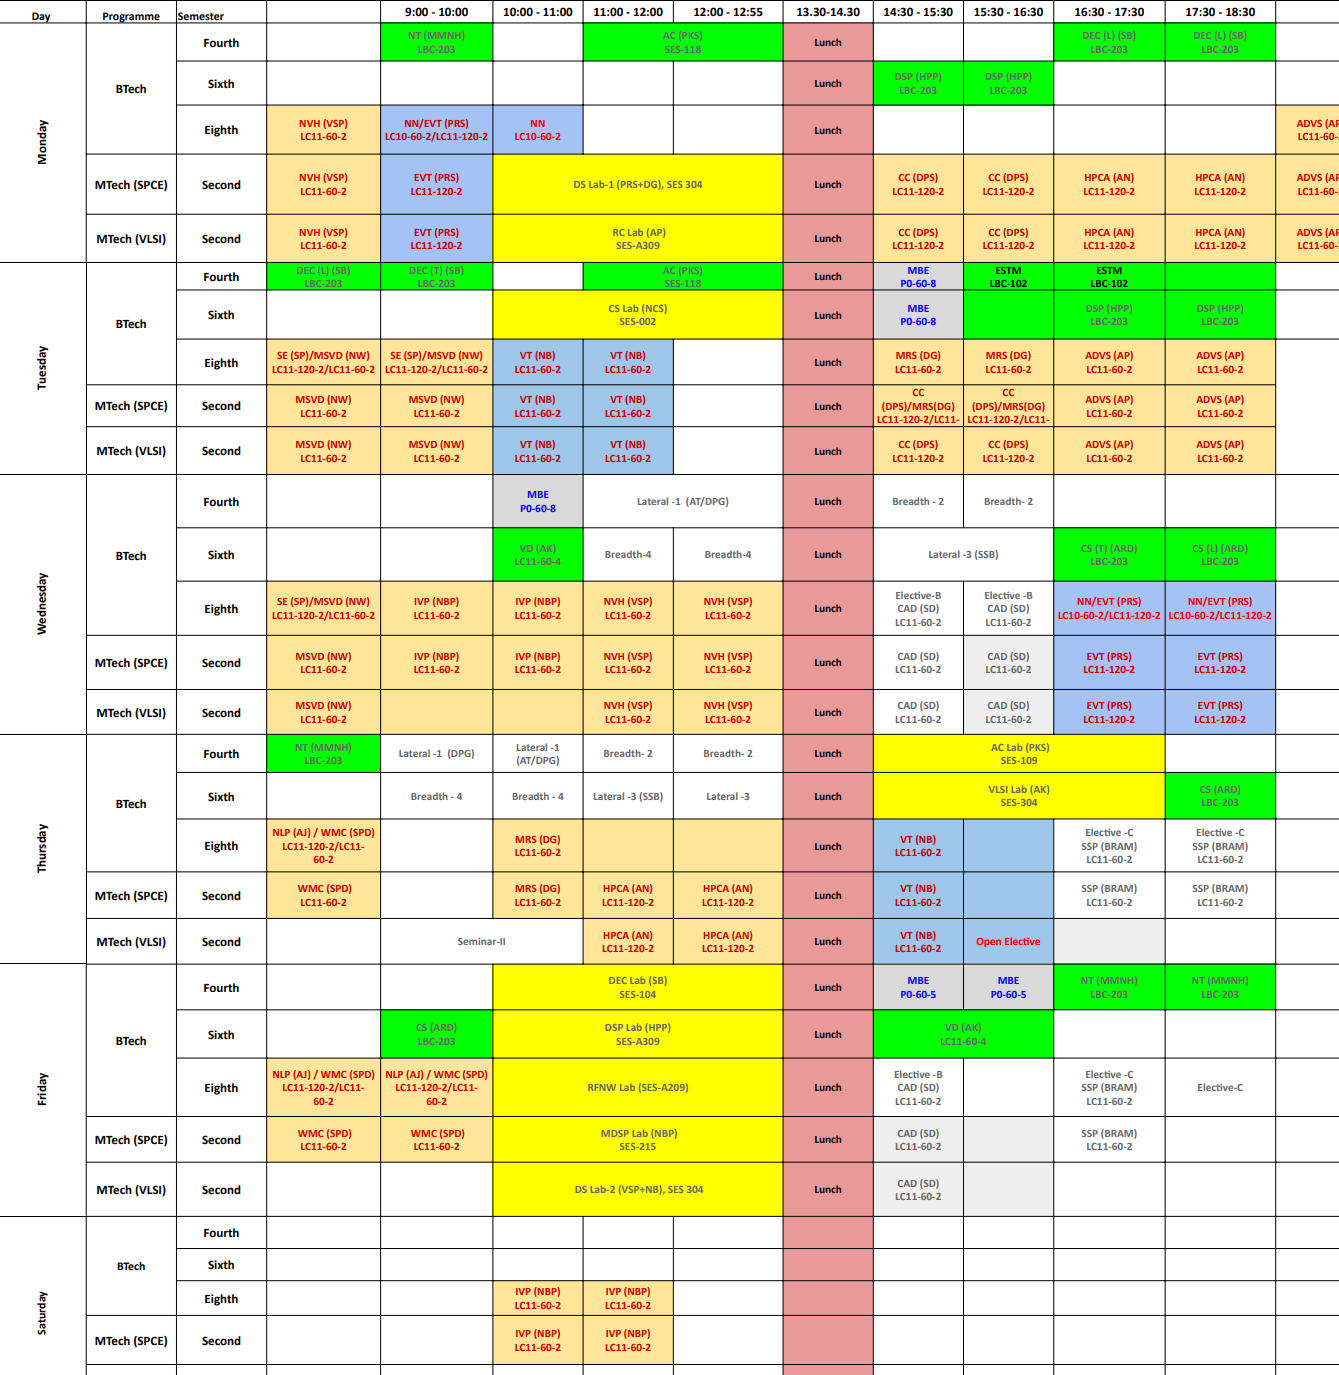 Day Programme Semester 9:00 - 10:00 10:00 - 11:00 11:00 - 12:00 12:00 - 12:55 13.30-14.30 14:30 - 15:30 15:30 - 16:30 16:30 - 17:30 17:30 - 18:30
Monday
BTech
Fourth
NT (MMNH)
LBC-203
AC (PKS)
SES-118
Lunch
DEC (L) (SB)
LBC-203
DEC (L) (SB)
LBC-203
Sixth
Lunch
DSP (HPP)
LBC-203
DSP (HPP)
LBC-203
Eighth
NVH (VSP)
LC11-60-2
NN/EVT (PRS)
LC10-60-2/LC11-120-2
NN
LC10-60-2
Lunch
ADVS (AP
LC11-60-
MTech (SPCE)
Second
NVH (VSP)
LC11-60-2
EVT (PRS)
LC11-120-2
DS Lab-1 (PRS+DG), SES 304
Lunch
CC (DPS)
LC11-120-2
CC (DPS)
LC11-120-2
HPCA (AN)
LC11-120-2
HPCA (AN)
LC11-120-2
ADVS (AP
LC11-60-
MTech (VLSI)
Second
NVH (VSP)
LC11-60-2
EVT (PRS)
LC11-120-2
RC Lab (AP)
SES-A309
Lunch
CC (DPS)
LC11-120-2
CC (DPS)
LC11-120-2
HPCA (AN)
LC11-120-2
HPCA (AN)
LC11-120-2
ADVS (AP
LC11-60-
Tuesday
BTech
Fourth
DEC (L) (SB)
LBC-203
DEC (T) (SB)
LBC-203
AC (PKS)
SES-118
Lunch
MBE
P0-60-8
ESTM
LBC-102
ESTM
LBC-102
Sixth
CS Lab (NCS)
SES-002
Lunch
MBE
P0-60-8
DSP (HPP)
LBC-203
DSP (HPP)
LBC-203
Eighth
SE (SP)/MSVD (NW)
LC11-120-2/LC11-60-2
SE (SP)/MSVD (NW)
LC11-120-2/LC11-60-2
VT (NB)
LC11-60-2
VT (NB)
LC11-60-2
Lunch
MRS (DG)
LC11-60-2
MRS (DG)
LC11-60-2
ADVS (AP)
LC11-60-2
ADVS (AP)
LC11-60-2
MTech (SPCE)
Second
MSVD (NW)
LC11-60-2
MSVD (NW)
LC11-60-2
VT (NB)
LC11-60-2
VT (NB)
LC11-60-2
Lunch
CC
(DPS)/MRS(DG)
LC11-120-2/LC11-
CC
(DPS)/MRS(DG)
LC11-120-2/LC11-
ADVS (AP)
LC11-60-2
ADVS (AP)
LC11-60-2
MTech (VLSI)
Second
MSVD (NW)
LC11-60-2
MSVD (NW)
LC11-60-2
VT (NB)
LC11-60-2
VT (NB)
LC11-60-2
Lunch
CC (DPS)
LC11-120-2
CC (DPS)
LC11-120-2
ADVS (AP)
LC11-60-2
ADVS (AP)
LC11-60-2
Wednesday
BTech
Fourth
MBE
P0-60-8
Lateral -1 (AT/DPG)
Lunch
Breadth - 2
Breadth- 2
Sixth
VD (AK)
LC11-60-4
Breadth-4
Breadth-4
Lunch
Lateral -3 (SSB)
CS (T) (ARD)
LBC-203
CS (L) (ARD)
LBC-203
Eighth
SE (SP)/MSVD (NW)
LC11-120-2/LC11-60-2
IVP (NBP)
LC11-60-2
IVP (NBP)
LC11-60-2
NVH (VSP)
LC11-60-2
NVH (VSP)
LC11-60-2
Lunch
Elective-B
CAD (SD)
LC11-60-2
Elective -B
CAD (SD)
LC11-60-2
NN/EVT (PRS)
LC10-60-2/LC11-120-2
NN/EVT (PRS)
LC10-60-2/LC11-120-2
MTech (SPCE)
Second
MSVD (NW)
LC11-60-2
IVP (NBP)
LC11-60-2
IVP (NBP)
LC11-60-2
NVH (VSP)
LC11-60-2
NVH (VSP)
LC11-60-2
Lunch
CAD (SD)
LC11-60-2
CAD (SD)
LC11-60-2
EVT (PRS)
LC11-120-2
EVT (PRS)
LC11-120-2
MTech (VLSI)
Second
MSVD (NW)
LC11-60-2
NVH (VSP)
LC11-60-2
NVH (VSP)
LC11-60-2
Lunch
CAD (SD)
LC11-60-2
CAD (SD)
LC11-60-2
EVT (PRS)
LC11-120-2
EVT (PRS)
LC11-120-2
Thursday
BTech
Fourth
NT (MMNH)
LBC-203
Lateral -1 (DPG)
Lateral -1
(AT/DPG)
Breadth- 2
Breadth- 2
Lunch
AC Lab (PKS)
SES-109
Sixth
Breadth - 4
Breadth - 4
Lateral -3 (SSB)
Lateral -3
Lunch
VLSI Lab (AK)
SES-304
CS (ARD)
LBC-203
Eighth
NLP (AJ) / WMC (SPD)
LC11-120-2/LC11-
60-2
MRS (DG)
LC11-60-2
Lunch
VT (NB)
LC11-60-2
Elective -C
SSP (BRAM)
LC11-60-2
Elective -C
SSP (BRAM)
LC11-60-2
MTech (SPCE)
Second
WMC (SPD)
LC11-60-2
MRS (DG)
LC11-60-2
HPCA (AN)
LC11-120-2
HPCA (AN)
LC11-120-2
Lunch
VT (NB)
LC11-60-2
SSP (BRAM)
LC11-60-2
SSP (BRAM)
LC11-60-2
MTech (VLSI)
Second
Seminar-II
HPCA (AN)
LC11-120-2
HPCA (AN)
LC11-120-2
Lunch
VT (NB)
LC11-60-2
Open Elective
Friday
BTech
Fourth
DEC Lab (SB)
SES-104
Lunch
MBE
P0-60-5
MBE
P0-60-5
NT (MMNH)
LBC-203
NT (MMNH)
LBC-203
Sixth
CS (ARD)
LBC-203
DSP Lab (HPP)
SES-A309
Lunch
VD (AK)
LC11-60-4
Eighth
NLP (AJ) / WMC (SPD)
LC11-120-2/LC11-
60-2
NLP (AJ) / WMC (SPD)
LC11-120-2/LC11-
60-2
RFNW Lab (SES-A209)
Lunch
Elective -B
CAD (SD)
LC11-60-2
Elective -C
SSP (BRAM)
LC11-60-2
Elective-C
MTech (SPCE)
Second
WMC (SPD)
LC11-60-2
WMC (SPD)
LC11-60-2
MDSP Lab (NBP)
SES-215
Lunch
CAD (SD)
LC11-60-2
SSP (BRAM)
LC11-60-2
MTech (VLSI)
Second
DS Lab-2 (VSP+NB), SES 304
Lunch
CAD (SD)
LC11-60-2
Saturday
BTech
Fourth
Sixth
Eighth
IVP (NBP)
LC11-60-2
IVP (NBP)
LC11-60-2
MTech (SPCE)
Second
IVP (NBP)
LC11-60-2
IVP (NBP)
LC11-60-2